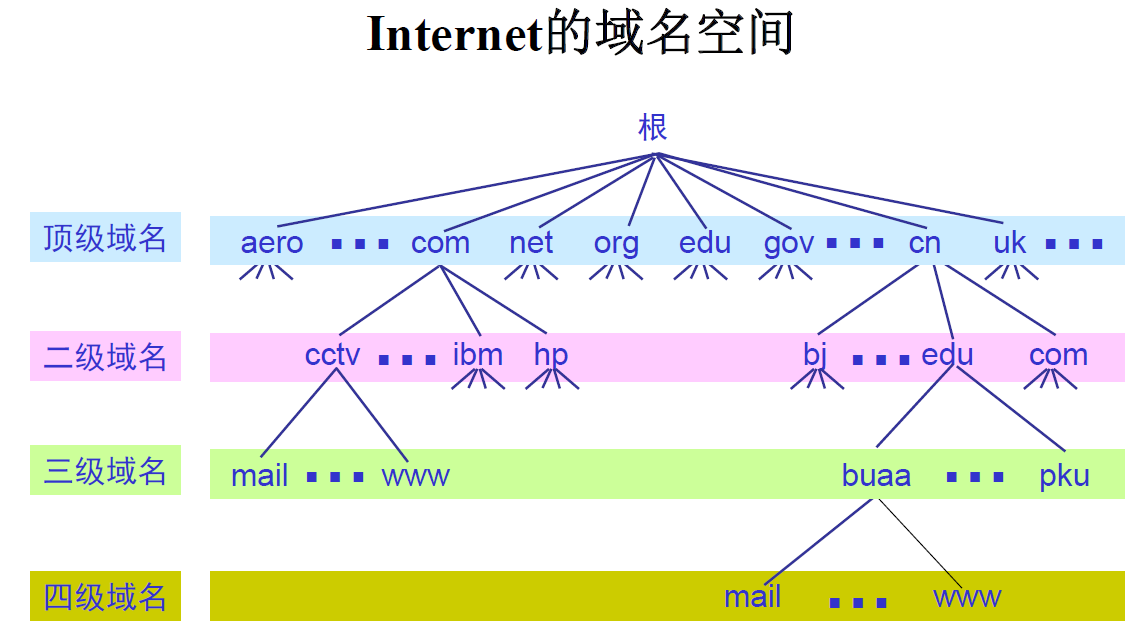 Internet的域名空间
根
顶级域名 aero ▪▪▪ com net org edu gov ▪▪▪ cn uk ▪▪▪
二级域名 cctv ▪▪▪ ibm hp bj ▪▪▪ edu com
三级域名 mail ▪▪▪ www buaa ▪▪▪ pku
四级域名 mail ▪▪▪ www